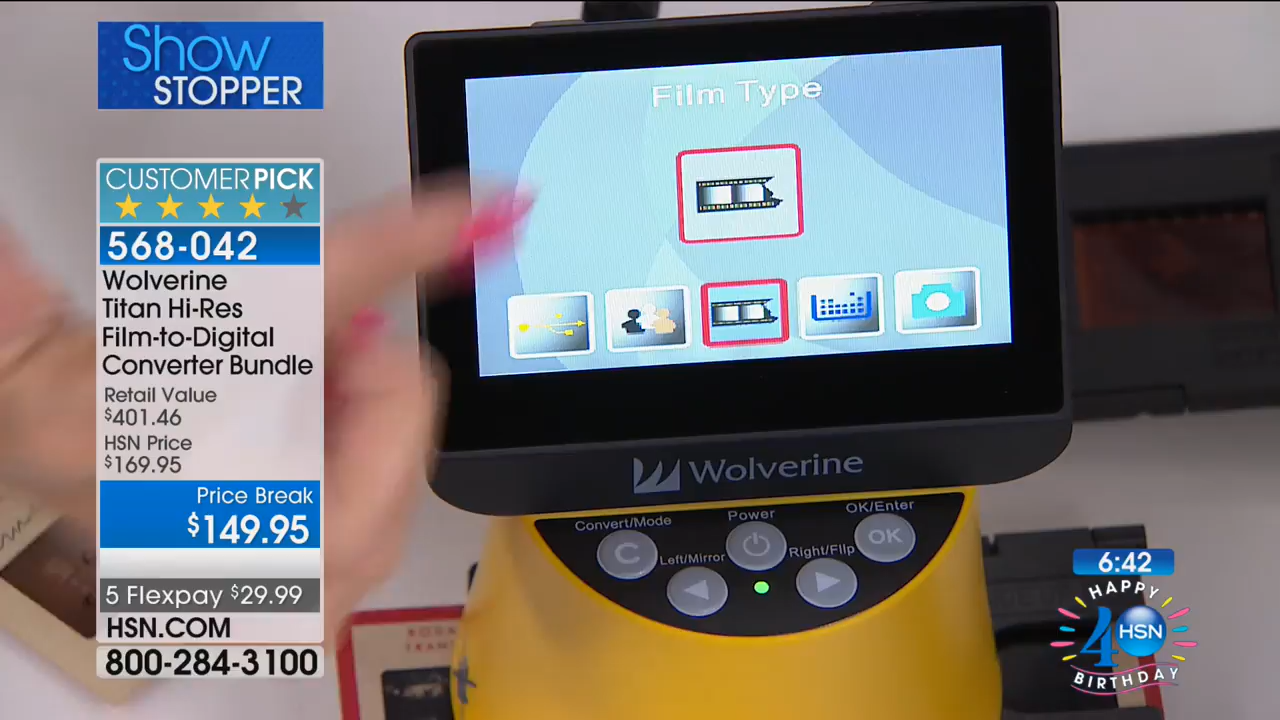 Show
STOPPER
CUSTOMER PICK
568-042
Wolverine
Titan Hi-Res
Film-to-Digital
Converter Bundle
Retail Value
$401.46
HSN Price
$169.95
Price Break
$149.95
5 Flexpay $29.99
HSN.COM
800-284-3100
Film Type
Wolverine
Convert/Mode
Power
OK/Enter
C
OK
Left/Mirror
Right/Flip
6:42
HAPPY
40
HSN
BIRTHDAY